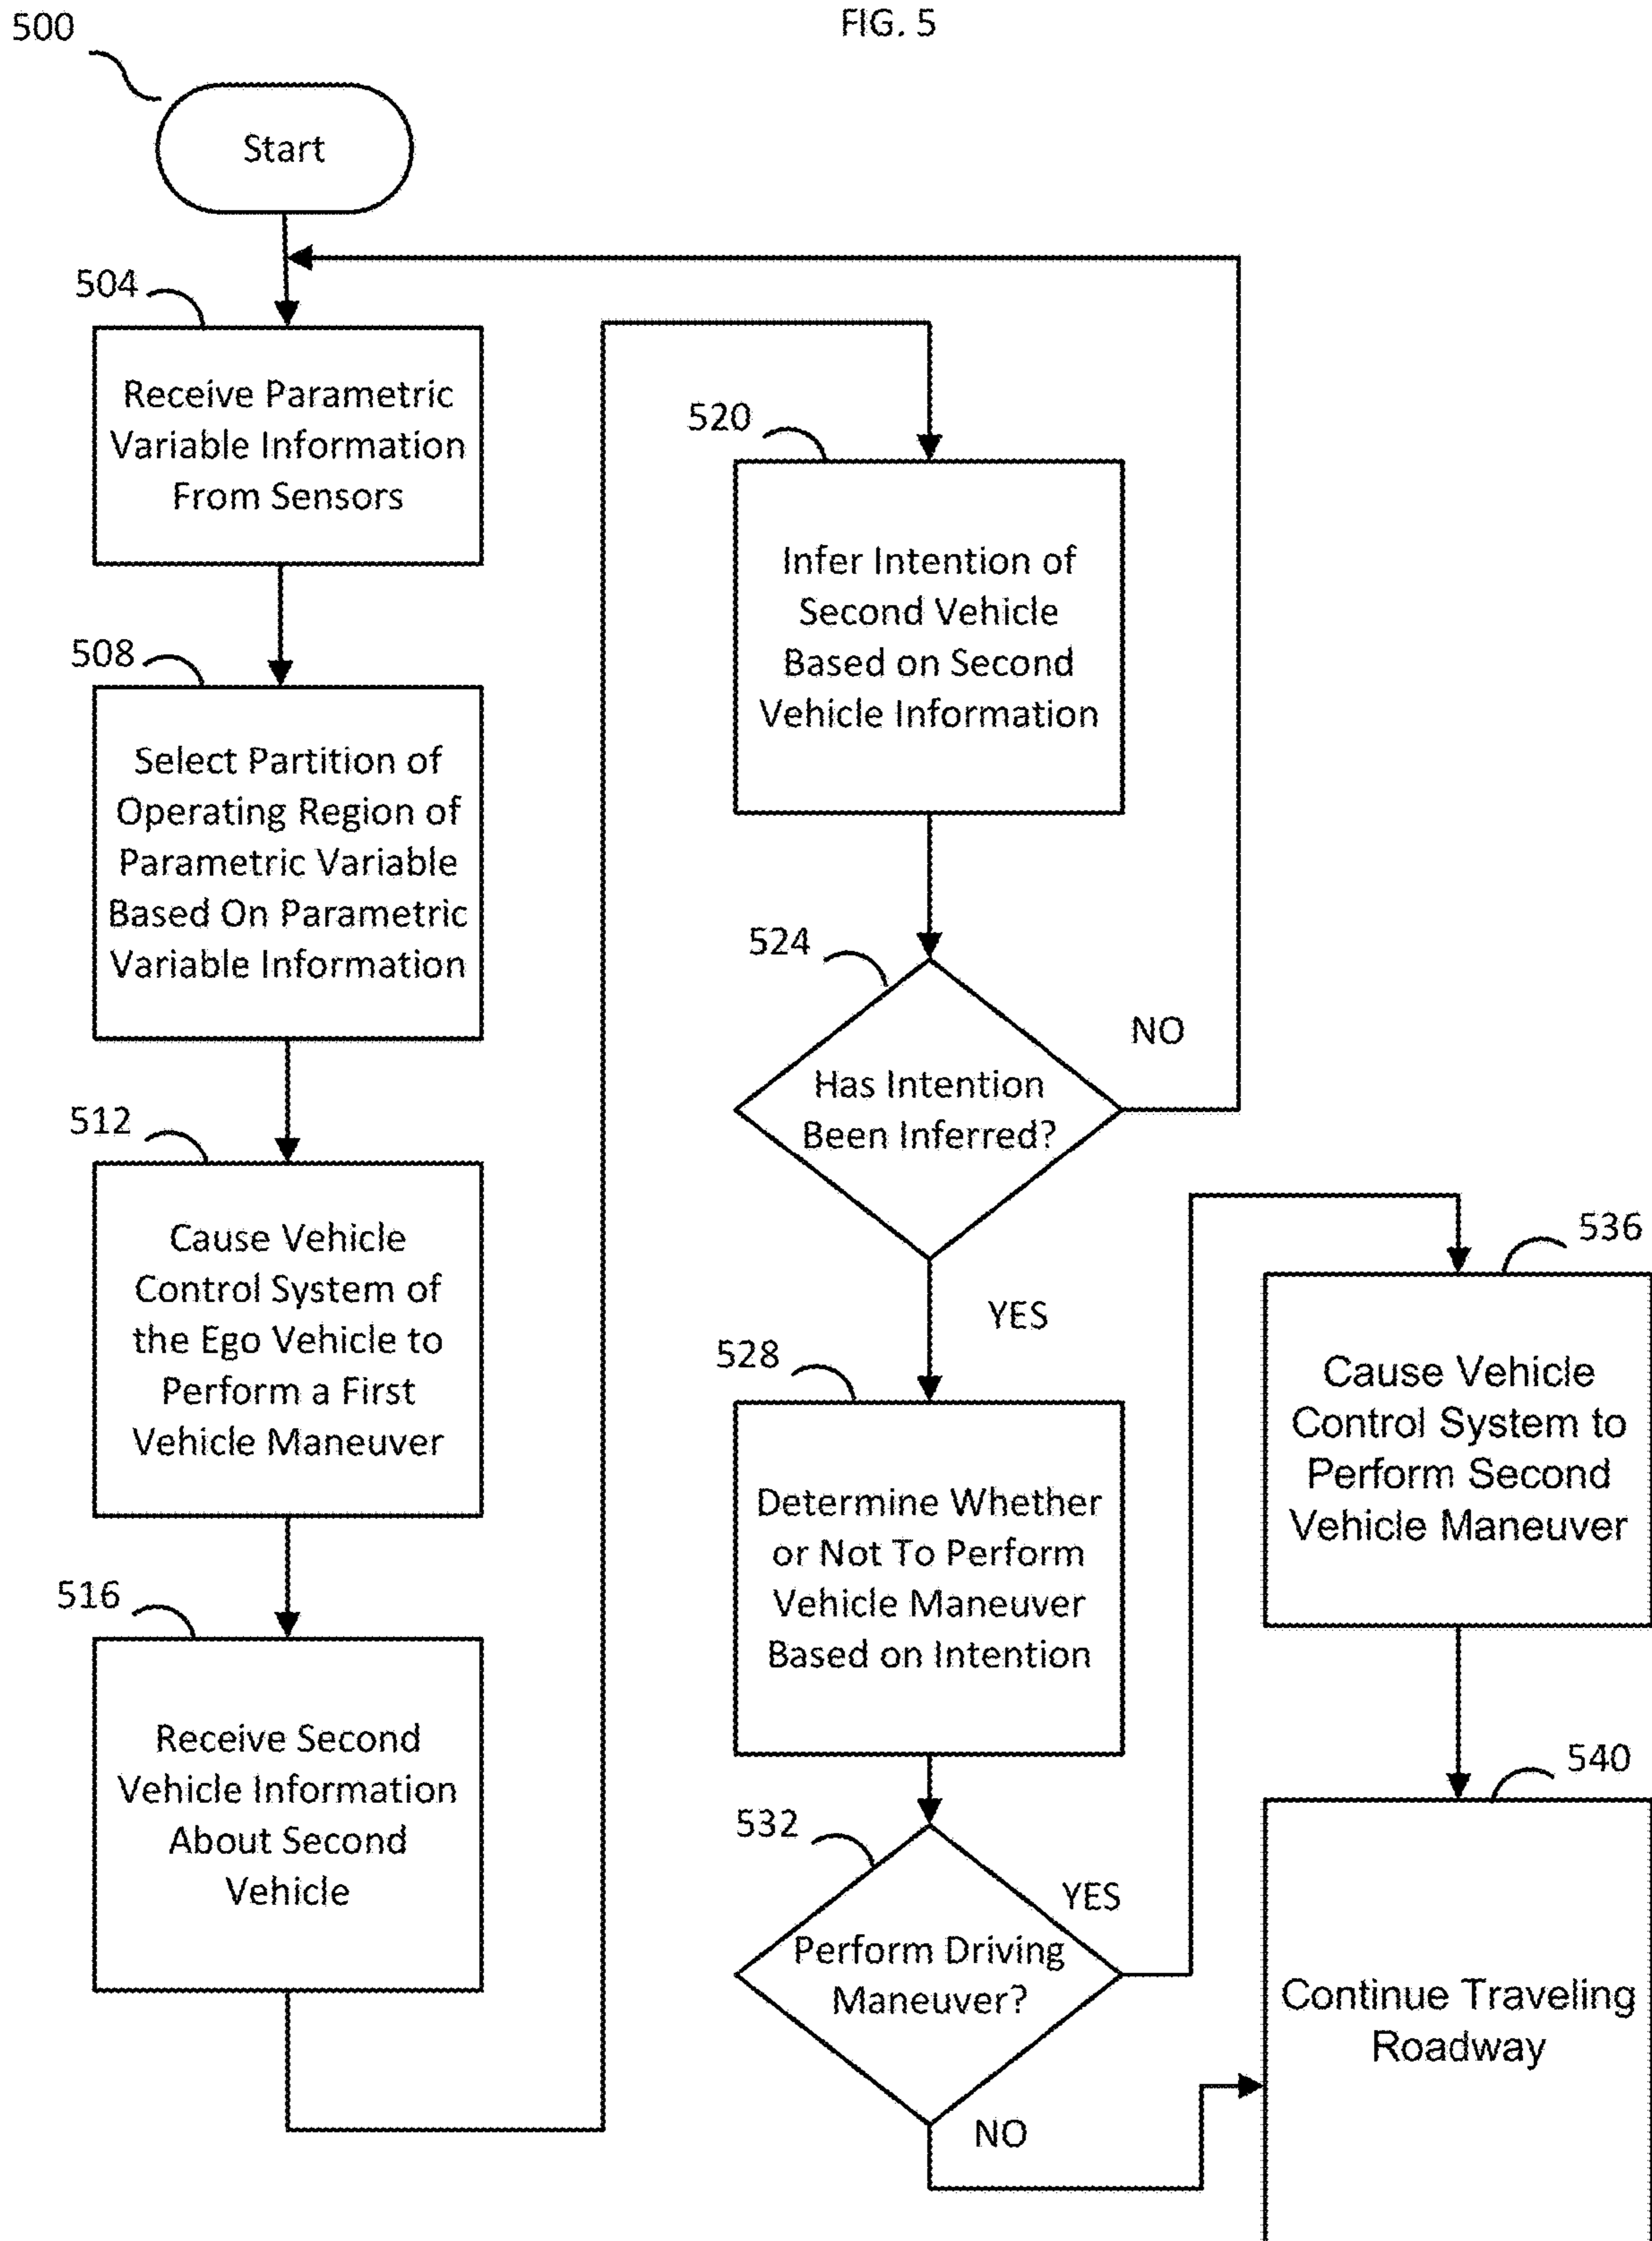 FIG. 5
500
Start
504
Receive Parametric
Variable Information
From Sensors
508
Select Partition of
Operating Region of
Parametric Variable
Based On Parametric
Variable Information
512
Cause Vehicle
Control System of
the Ego Vehicle to
Perform a First
Vehicle Maneuver
516
Receive Second
Vehicle Information
About Second
Vehicle
520
Infer Intention of
Second Vehicle
Based on Second
Vehicle Information
524
Has Intention
Been Inferred?
NO
YES
528
Determine Whether
or Not To Perform
Vehicle Maneuver
Based on Intention
532
Perform Driving
Maneuver?
YES
NO
536
Cause Vehicle
Control System to
Perform Second
Vehicle Maneuver
540
Continue Traveling
Roadway